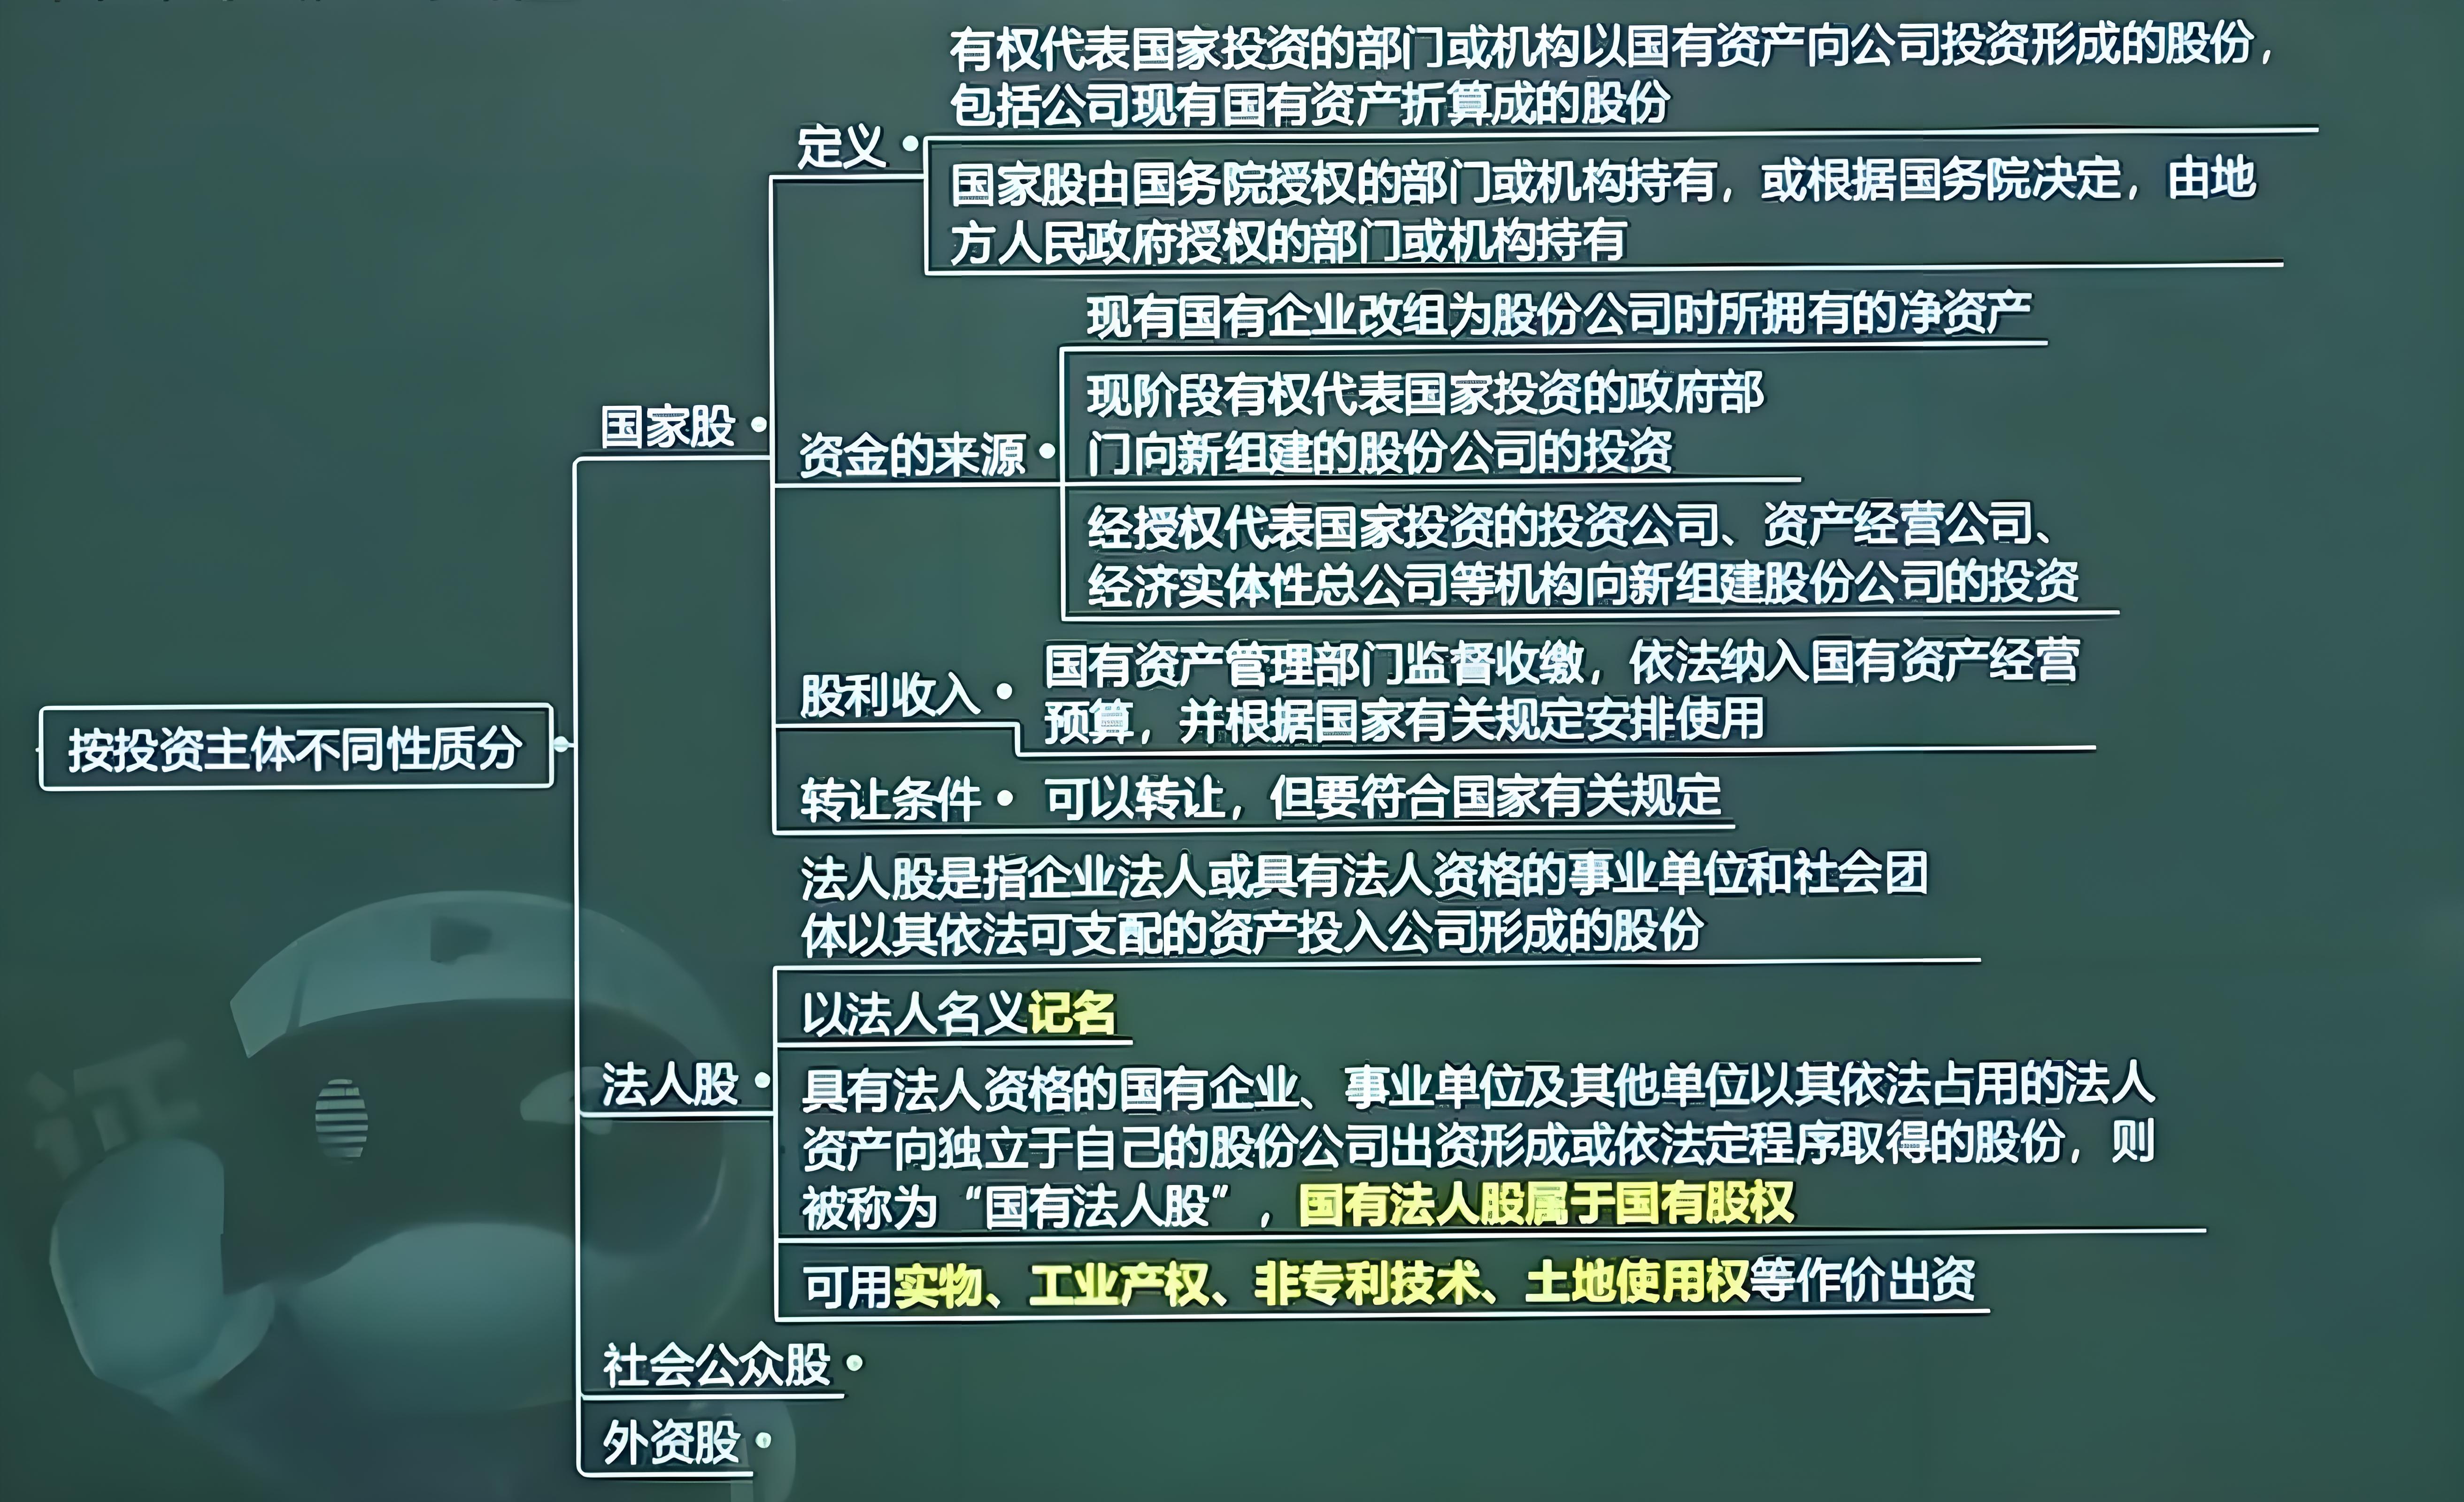 有权代表国家投资的部门或机构以国有资产向公司投资形成的股份，
包括公司现有国有资产折算成的股份
定义
国家股由国务院授权的部门或机构持有，或根据国务院决定，由地
方人民政府授权的部门或机构持有
现有国有企业改组为股份公司时所拥有的净资产
现阶段有权代表国家投资的政府部
国家股
资金的来源
门向新组建的股份公司的投资
经授权代表国家投资的投资公司、资产经营公司、
经济实体性总公司等机构向新组建股份公司的投资
国有资产管理部门监督收缴，依法纳入国有资产经营
股利收入
预算，并根据国家有关规定安排使用
按投资主体不同性质分
转让条件
可以转让，但要符合国家有关规定
法人股是指企业法人或具有法人资格的事业单位和社会团
体以其依法可支配的资产投入公司形成的股份
以法人名义记名
法人股
具有法人资格的国有企业、事业单位及其他单位以其依法占用的法人
资产向独立于自己的股份公司出资形成或依法定程序取得的股份，则
被称为“国有法人股”，国有法人股属于国有股权
可用实物、工业产权、非专利技术、土地使用权等作价出资
社会公众股
外资股